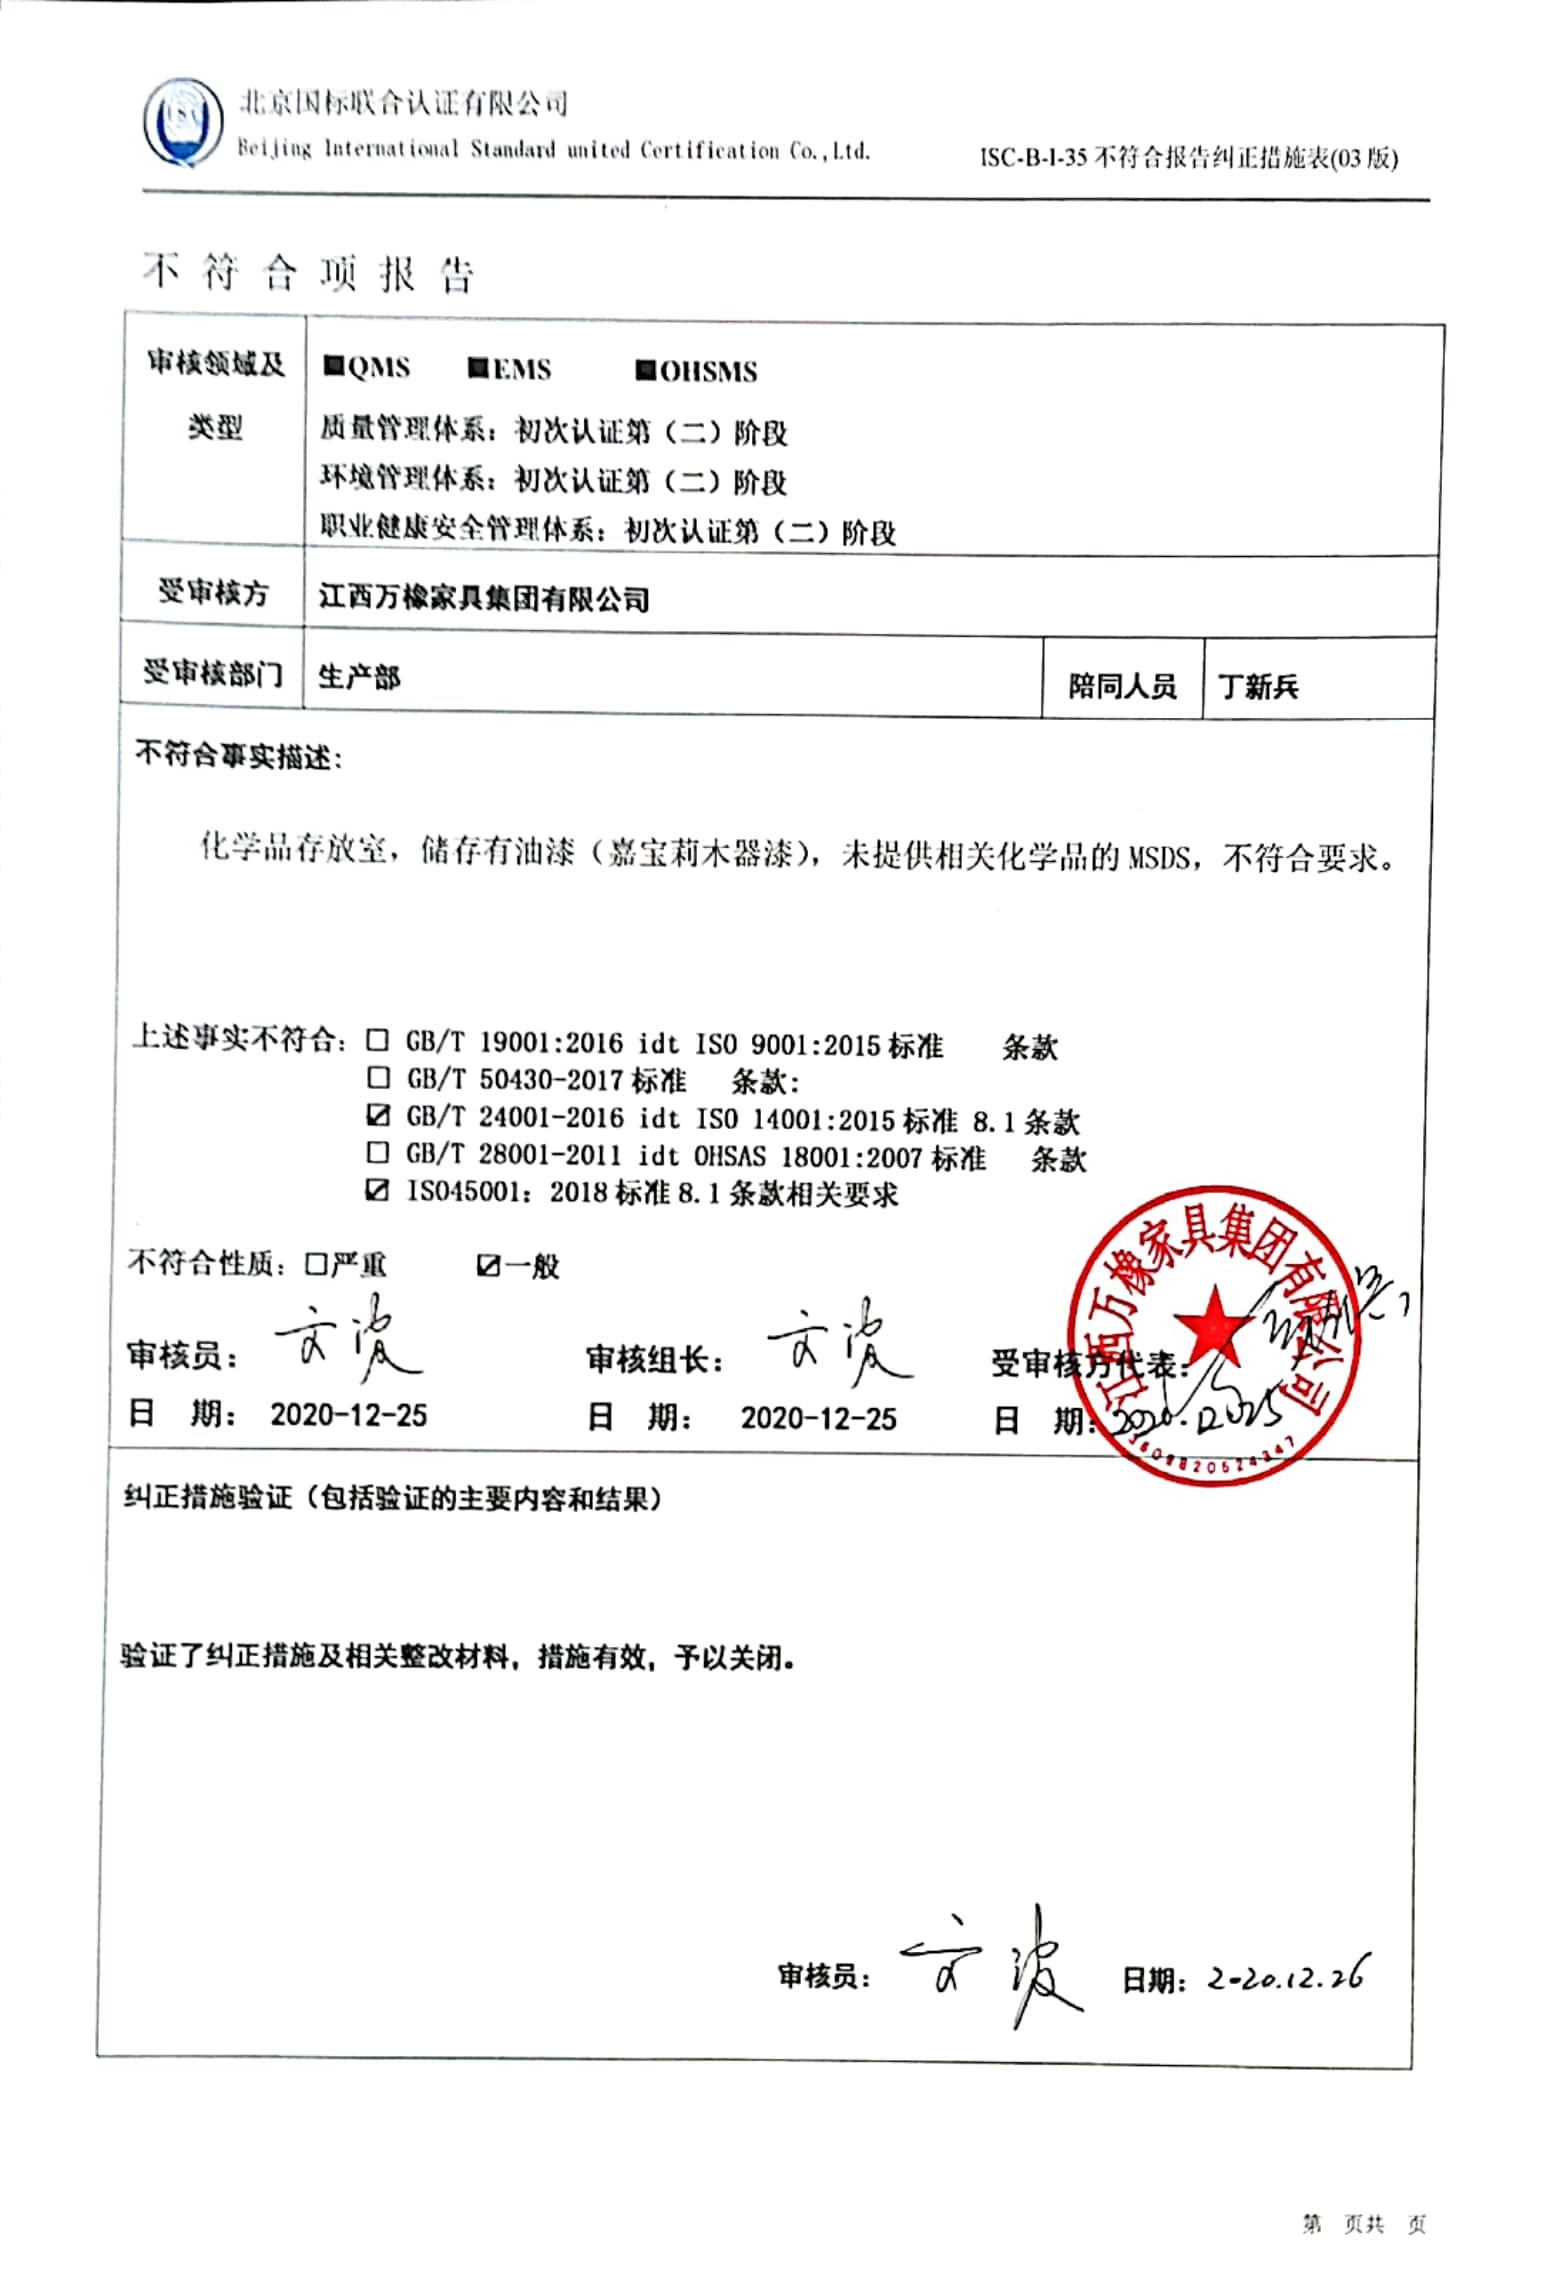 北京国标联合认证有限公司
Beijing International Standard united Certification Co.,Ltd.
ISC-B-I-35 不符合报告纠正措施表(03 版)
不符合项报告
审核领域及类型
■QMS ■EMS ■OHSMS
质量管理体系：初次认证第（二）阶段
环境管理体系：初次认证第（二）阶段
职业健康安全管理体系：初次认证第（二）阶段
受审核方 江西万橡家具集团有限公司
受审核部门 生产部 陪同人员 丁新兵
不符合事实描述：
化学品存放室，储存有油漆（嘉宝莉木器漆），未提供相关化学品的 MSDS，不符合要求。
上述事实不符合：□ GB/T 19001:2016 idt ISO 9001:2015 标准 条款
□ GB/T 50430-2017 标准 条款：
☑ GB/T 24001-2016 idt ISO 14001:2015 标准 8.1 条款
□ GB/T 28001-2011 idt OHSAS 18001:2007 标准 条款
☑ ISO45001：2018 标准 8.1 条款相关要求
不符合性质：□严重 ☑一般
审核员：文波 审核组长：文波 受审核方代表：
日 期： 2020-12-25 日 期： 2020-12-25 日 期：2020.12.25
江西万橡家具集团有限公司
纠正措施验证（包括验证的主要内容和结果）
验证了纠正措施及相关整改材料，措施有效，予以关闭。
审核员：文波 日期：2020.12.26
第 页共 页